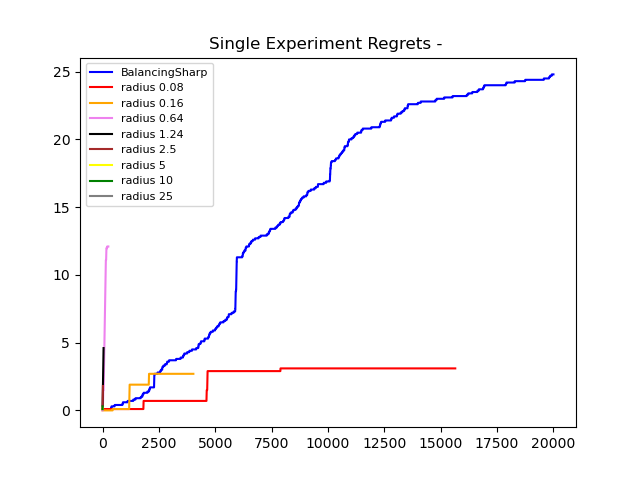 Single Experiment Regrets -
BalancingSharp
radius 0.08
radius 0.16
radius 0.64
radius 1.24
radius 2.5
radius 5
radius 10
radius 25
25
20
15
10
5
0
0 2500 5000 7500 10000 12500 15000 17500 20000